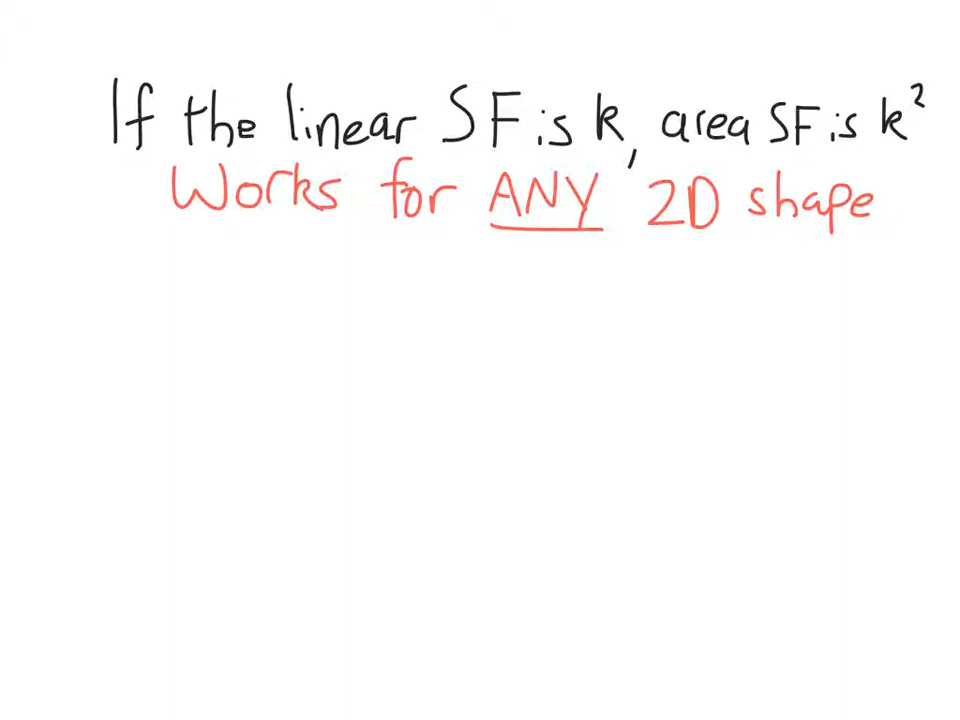 If the linear SF is k, area SF is k²
Works for ANY 2D shape